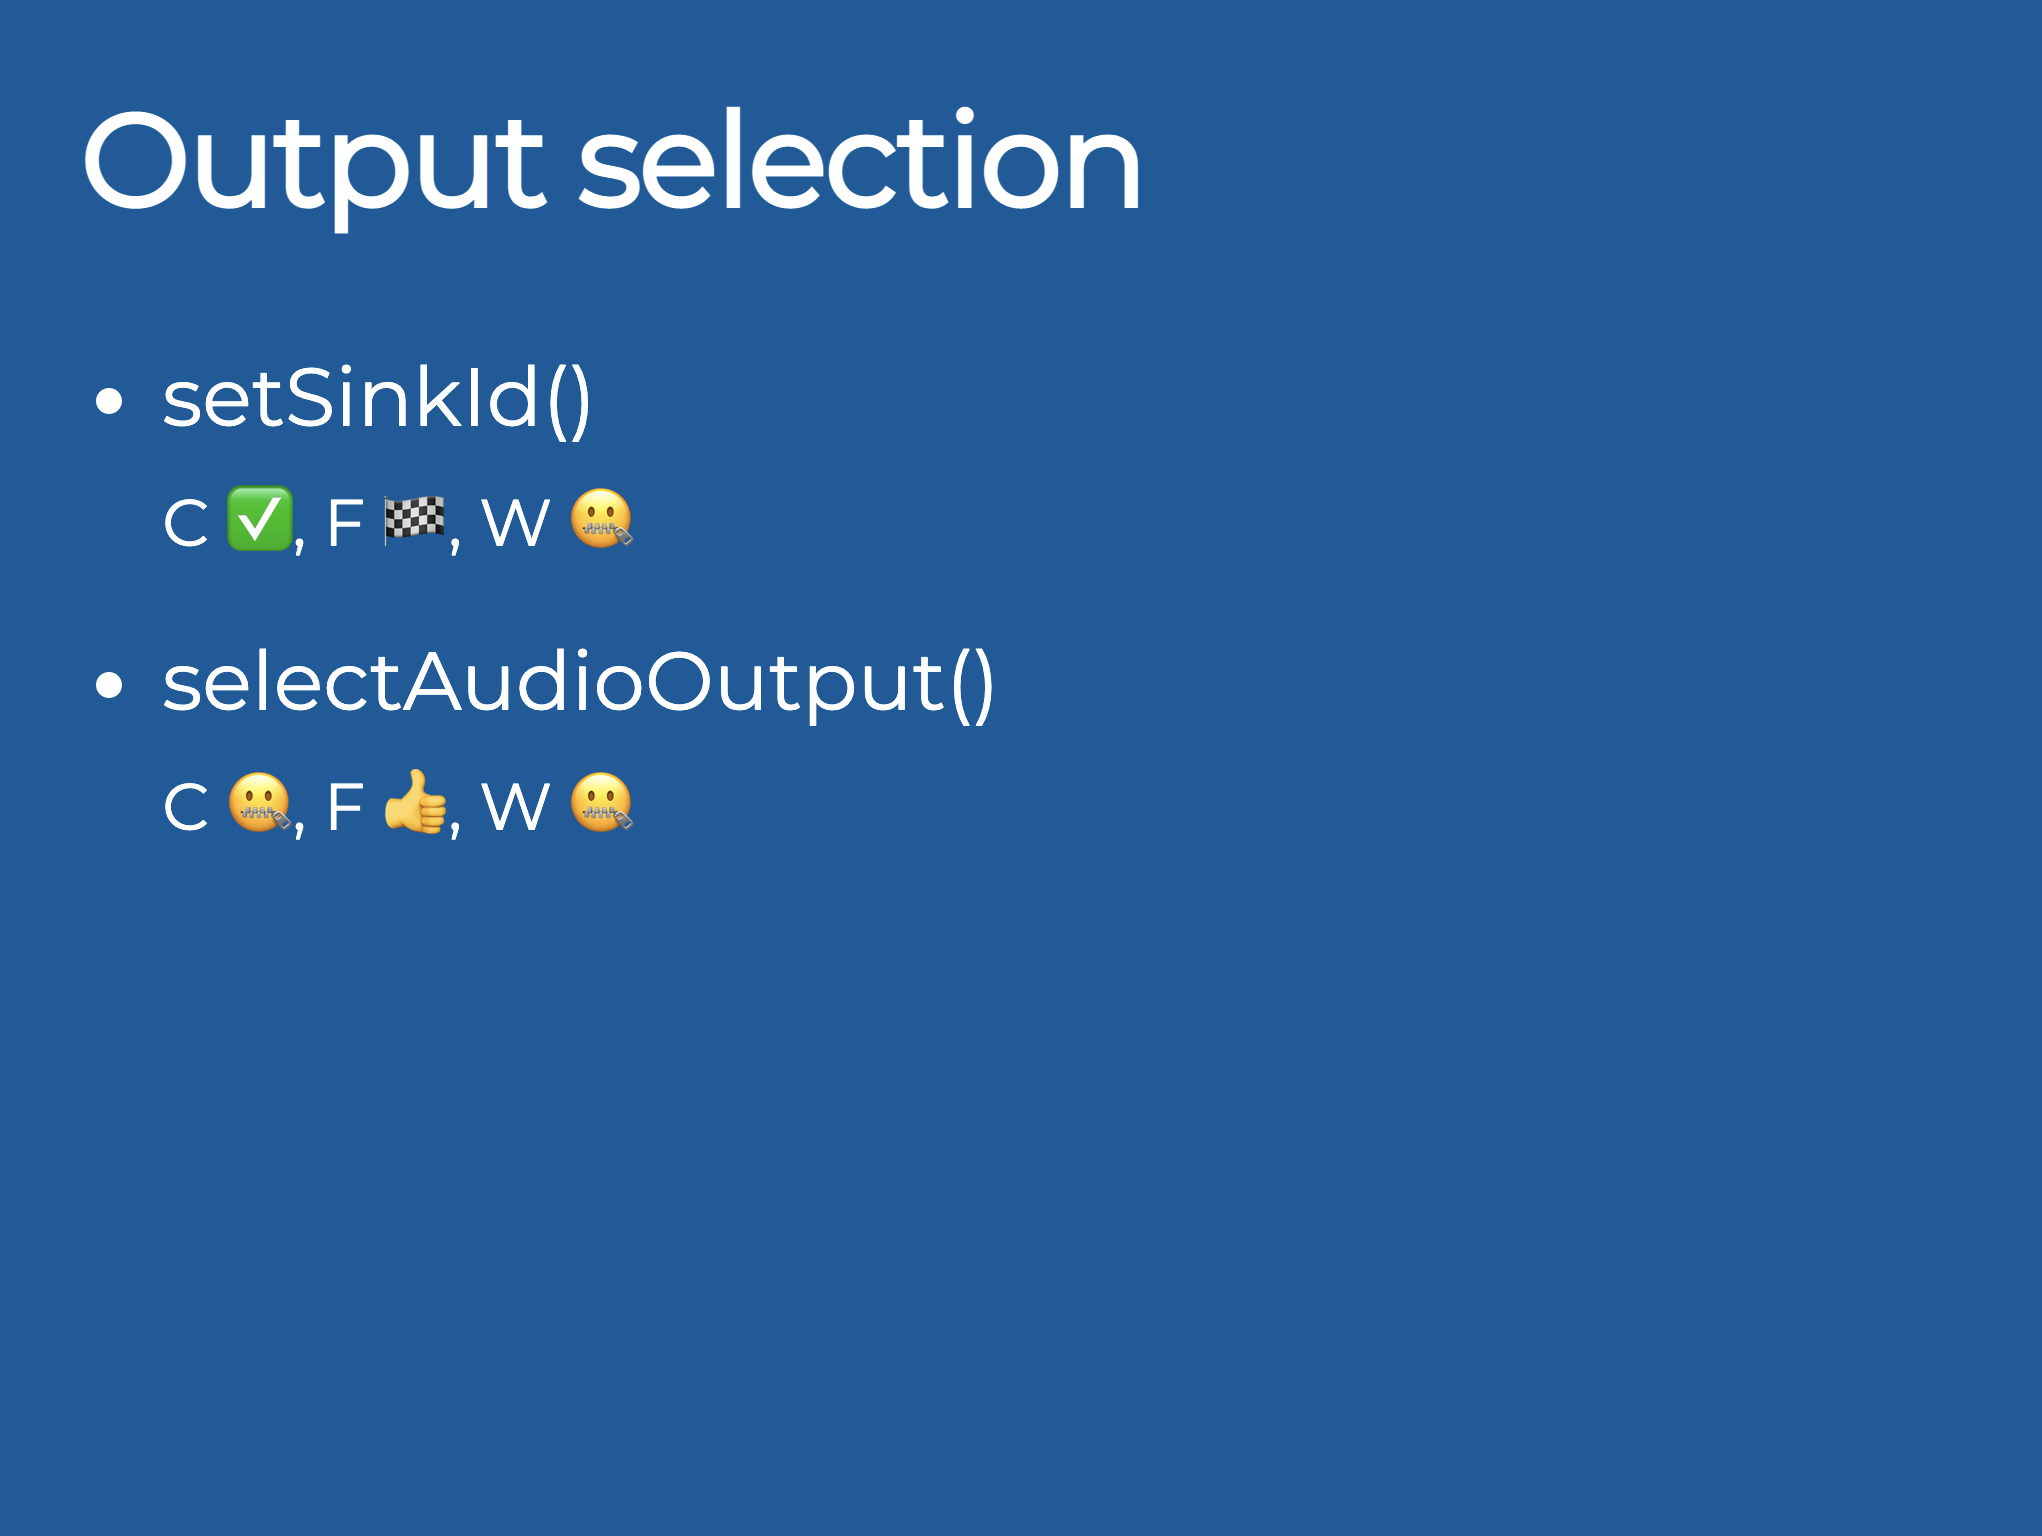 Output selection
• setSinkId()
C ✅, F 🏁, W 🤐
• selectAudioOutput()
C 🤐, F 👍, W 🤐